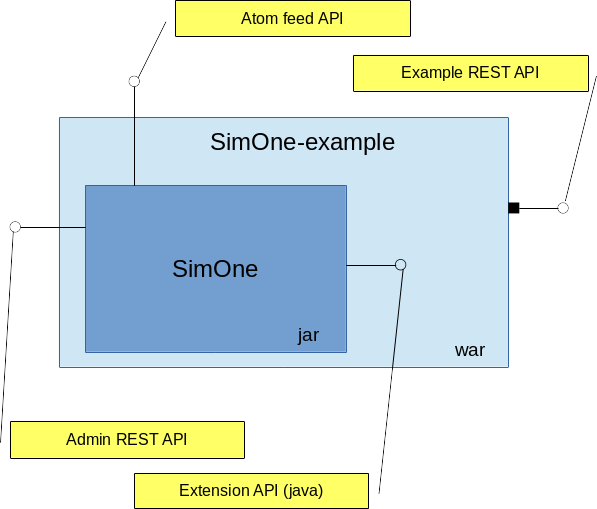 Atom feed API
Example REST API
SimOne-example
SimOne
jar
war
Admin REST API
Extension API (java)